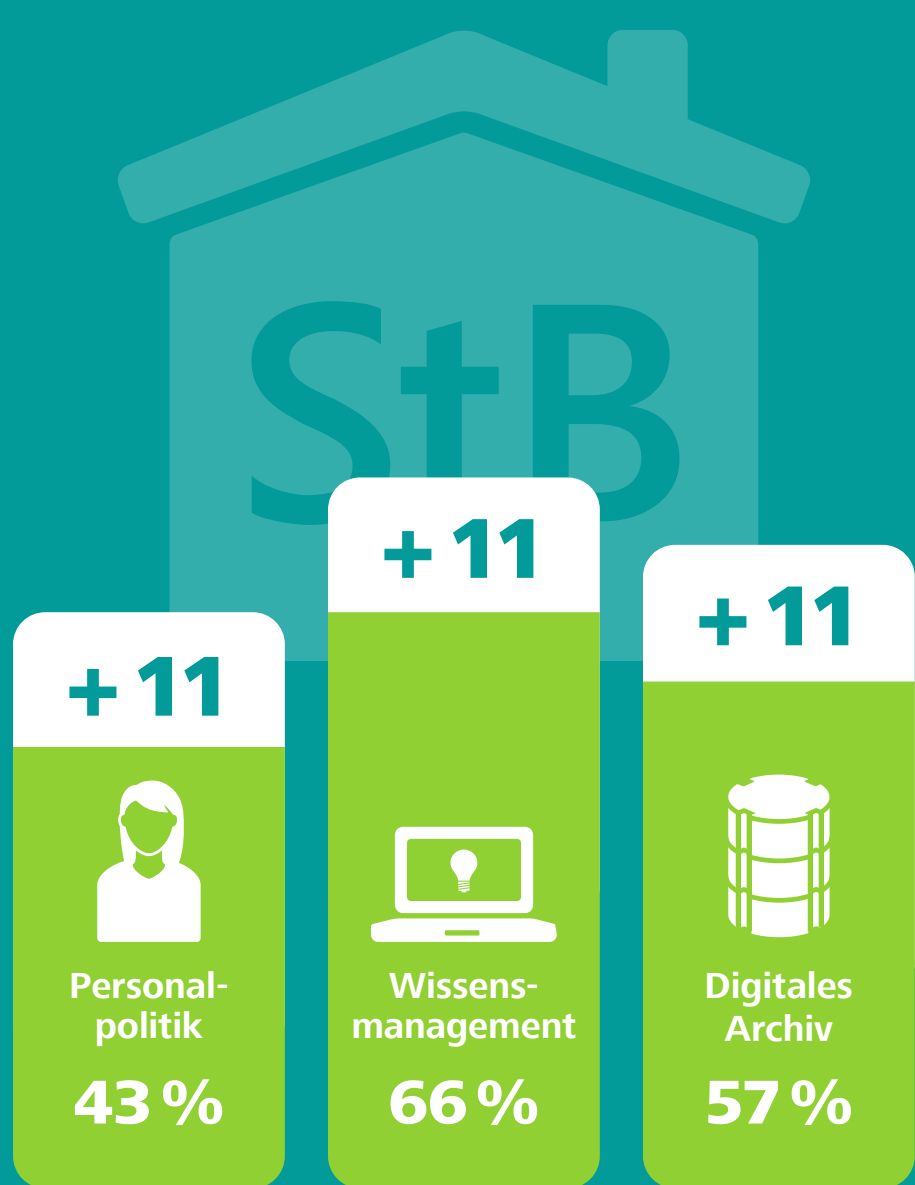 StB
+ 11
+ 11
+ 11
Personal-
politik
43 %
Wissens-
management
66 %
Digitales
Archiv
57 %